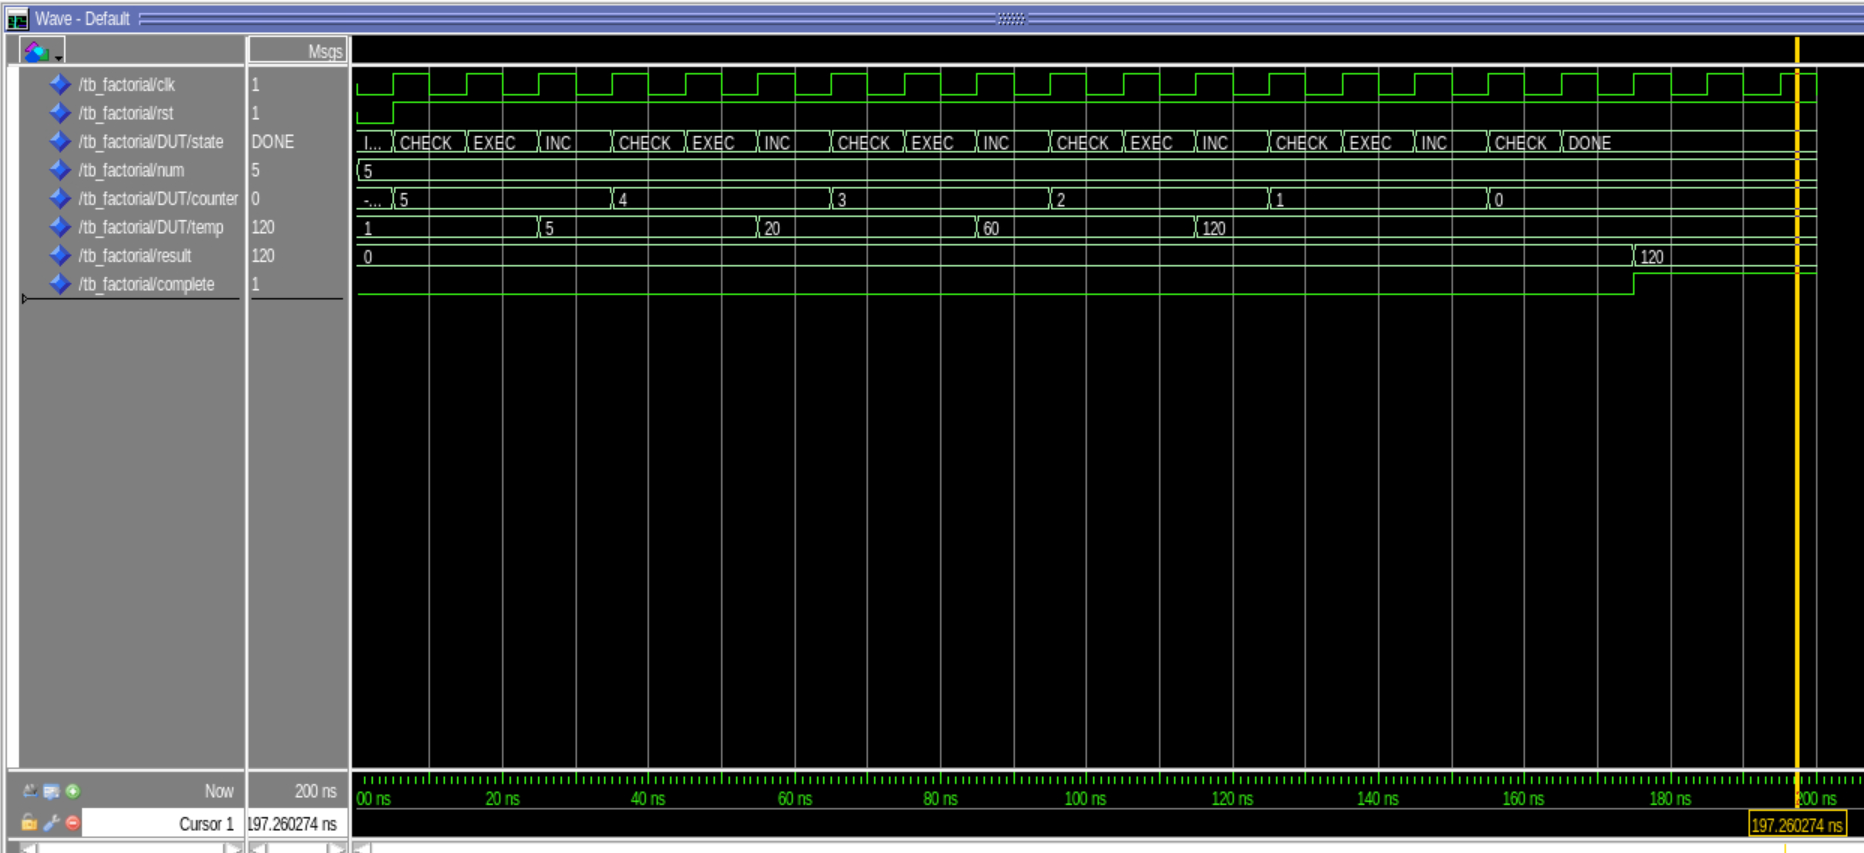 Wave - Default
Msgs
/tb_factorial/clk 1
/tb_factorial/rst 1
/tb_factorial/DUT/state DONE I... CHECK EXEC INC CHECK EXEC INC CHECK EXEC INC CHECK EXEC INC CHECK EXEC INC CHECK DONE
/tb_factorial/num 5 5
/tb_factorial/DUT/counter 0 -... 5 4 3 2 1 0
/tb_factorial/DUT/temp 120 1 5 20 60 120
/tb_factorial/result 120 0 120
/tb_factorial/complete 1
Now 200 ns 00 ns 20 ns 40 ns 60 ns 80 ns 100 ns 120 ns 140 ns 160 ns 180 ns 200 ns
Cursor 1 197.260274 ns 197.260274 ns